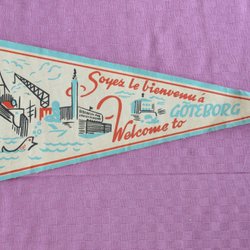 Soyez le bienvenu á
GÖTEBORG
Welcome to